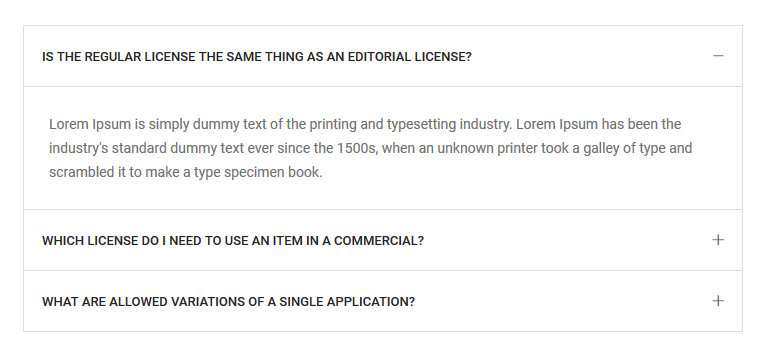 IS THE REGULAR LICENSE THE SAME THING AS AN EDITORIAL LICENSE?
Lorem Ipsum is simply dummy text of the printing and typesetting industry. Lorem Ipsum has been the
industry's standard dummy text ever since the 1500s, when an unknown printer took a galley of type and
scrambled it to make a type specimen book.
WHICH LICENSE DO I NEED TO USE AN ITEM IN A COMMERCIAL?
WHAT ARE ALLOWED VARIATIONS OF A SINGLE APPLICATION?